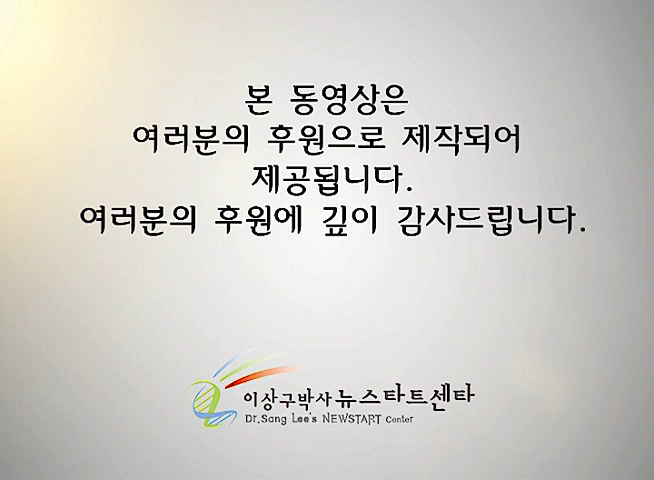 본 동영상은
여러분의 후원으로 제작되어
제공됩니다.
여러분의 후원에 깊이 감사드립니다.
이상구박사 뉴스타트센타
Dr.Sang Lee's NEWSTART Center